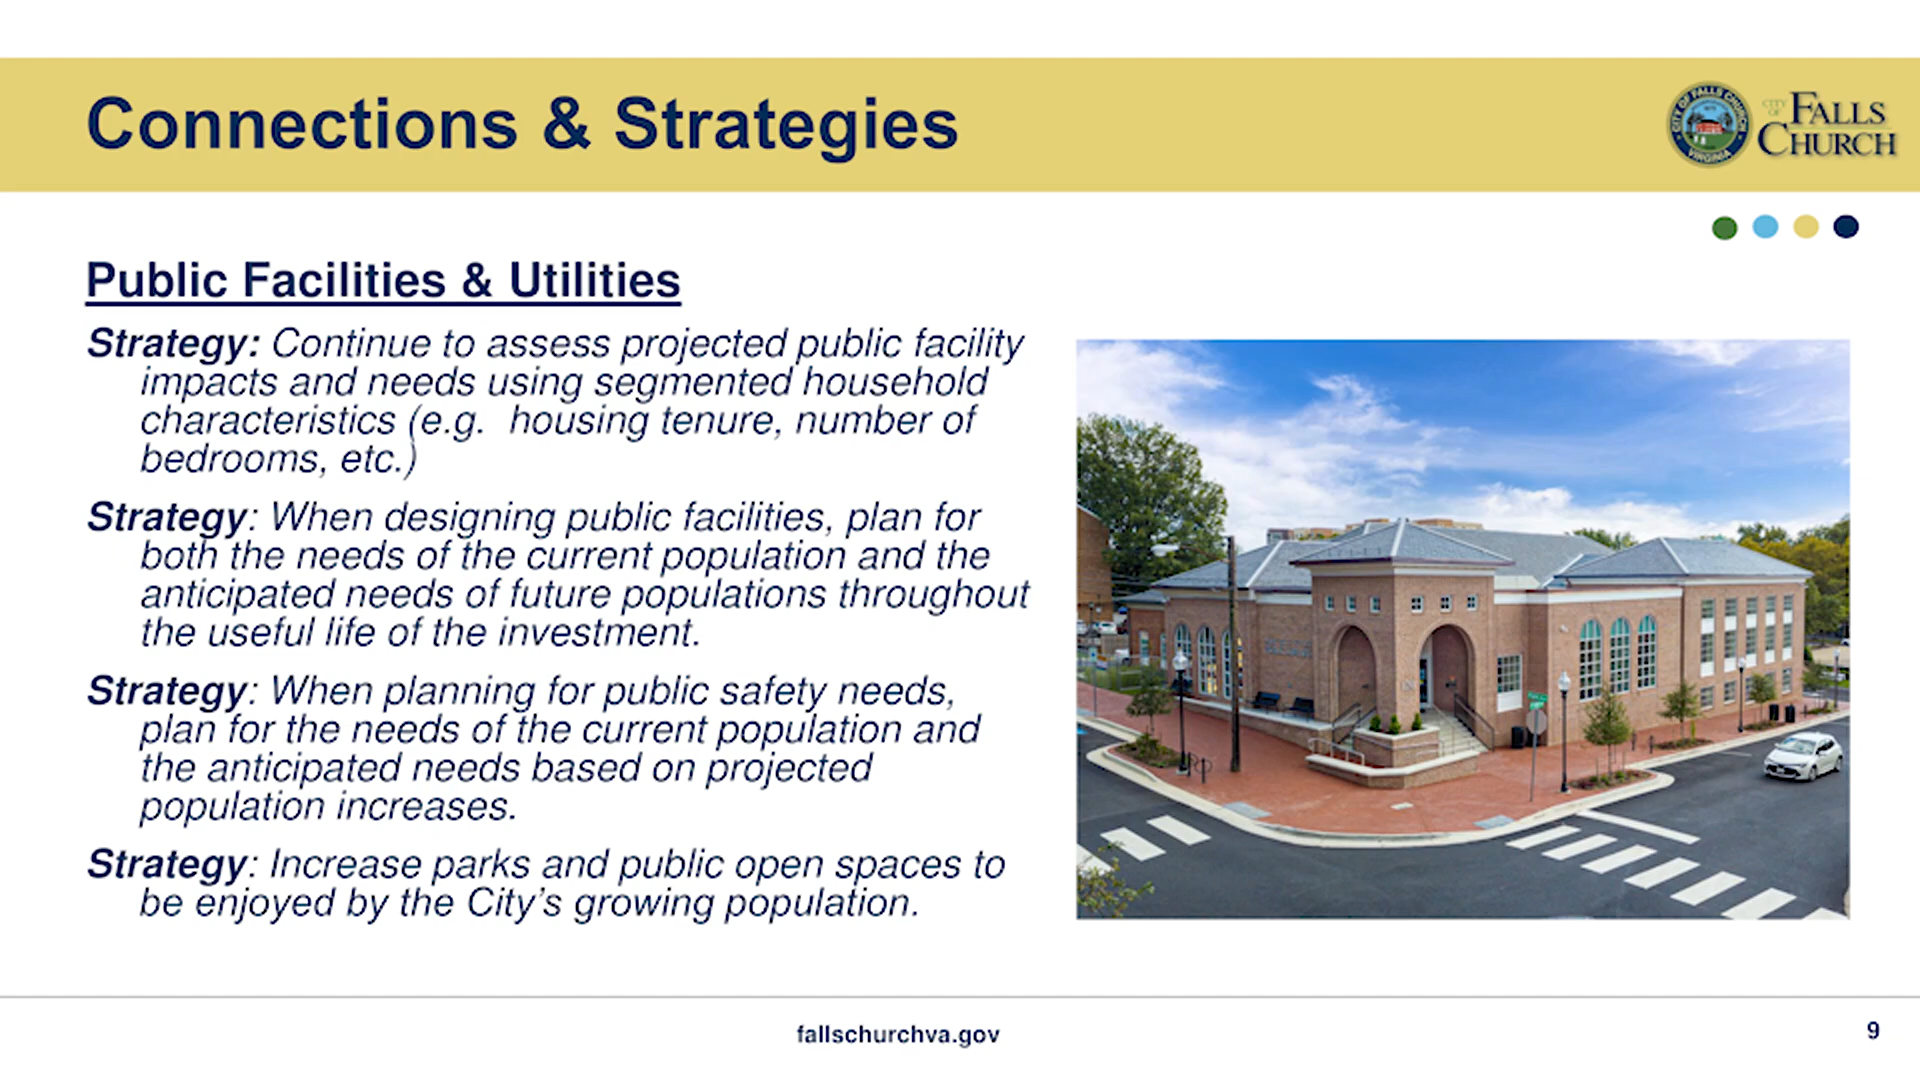 Connections & Strategies
CITY OF FALLS CHURCH
VIRGINIA
CITY OF
FALLS
CHURCH
Public Facilities & Utilities
Strategy: Continue to assess projected public facility
impacts and needs using segmented household
characteristics (e.g.  housing tenure, number of
bedrooms, etc.)
Strategy: When designing public facilities, plan for
both the needs of the current population and the
anticipated needs of future populations throughout
the useful life of the investment.
Strategy: When planning for public safety needs,
plan for the needs of the current population and
the anticipated needs based on projected
population increases.
Strategy: Increase parks and public open spaces to
be enjoyed by the City’s growing population.
fallschurchva.gov
9